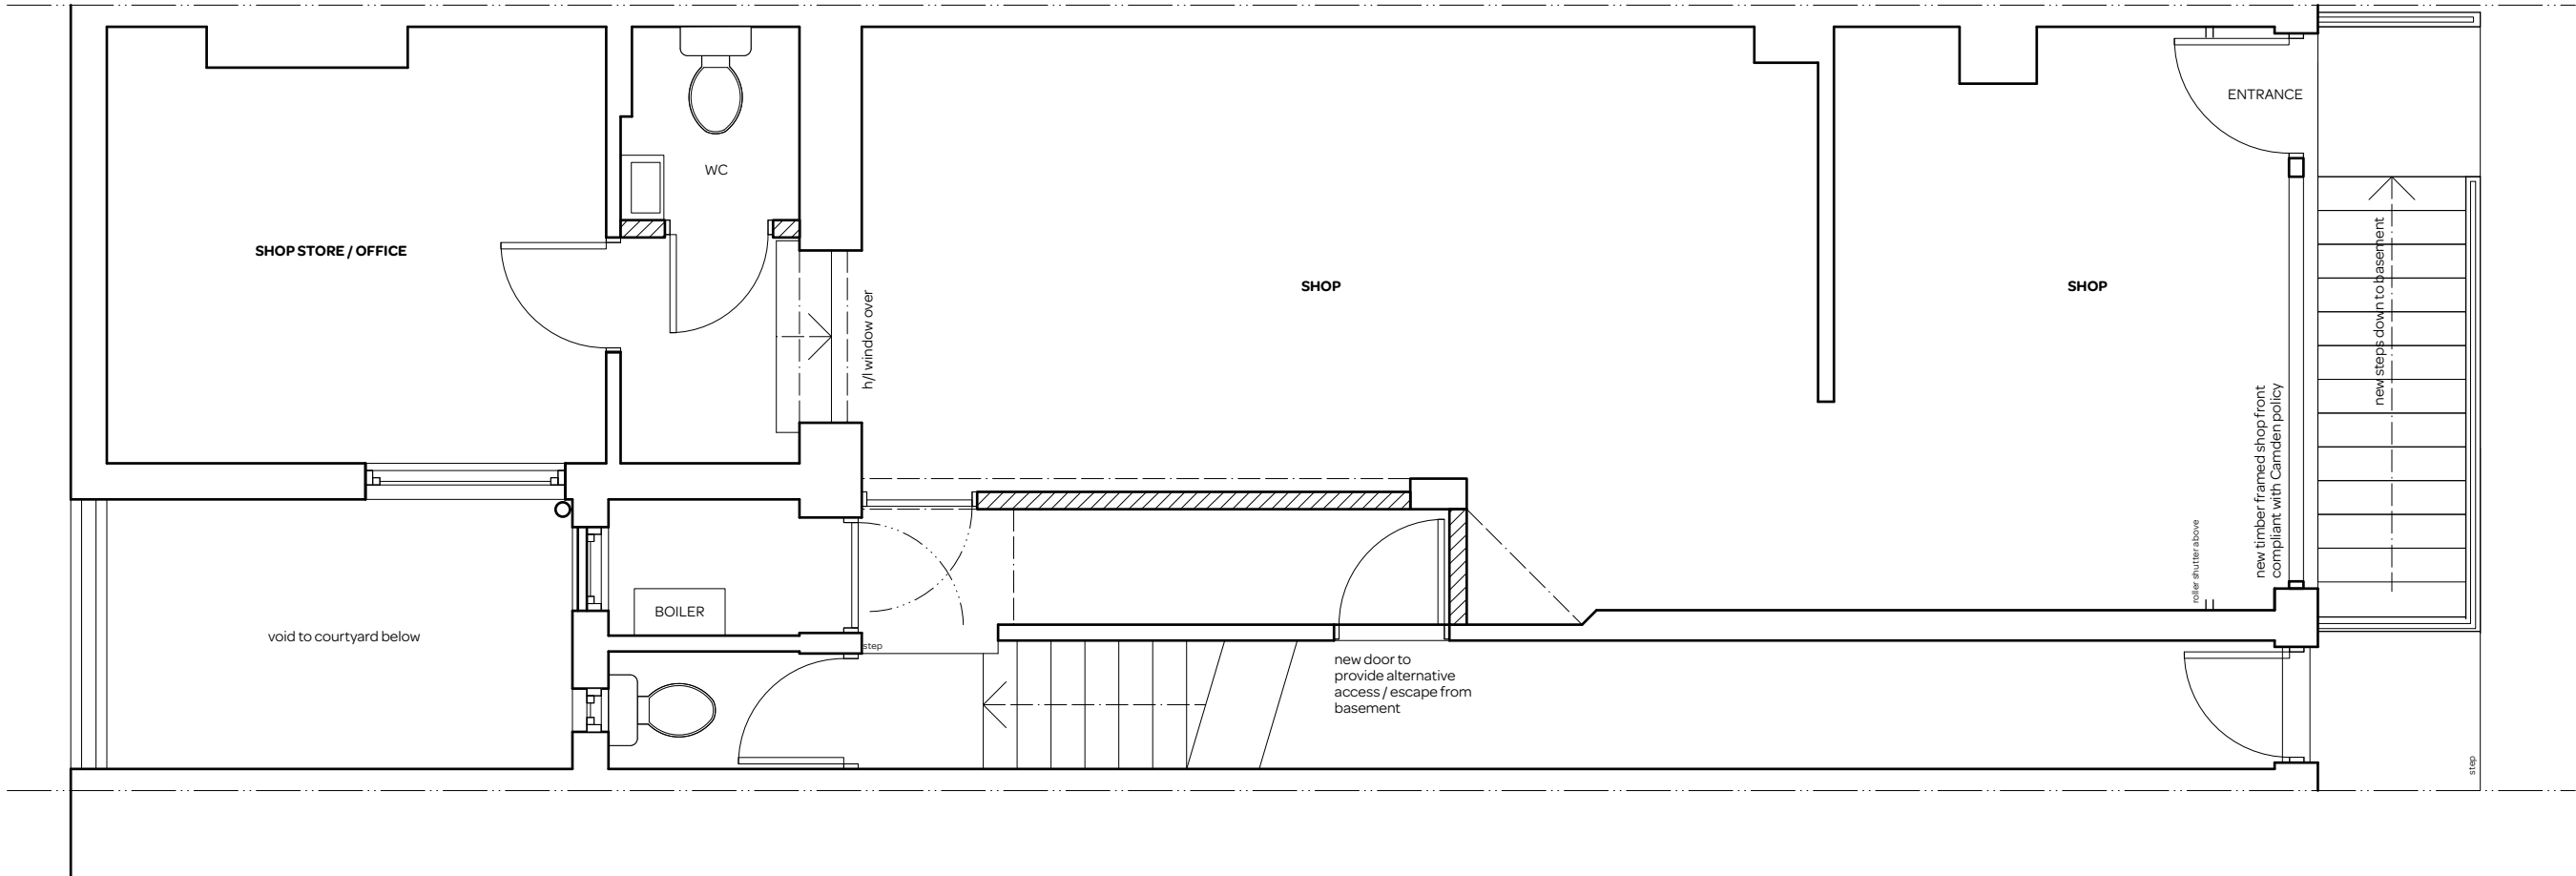 ENTRANCE
WC
SHOP STORE / OFFICE
SHOP
SHOP
new steps down to basement
h/l window over
new timber framed shop front
compliant with Camden policy
roller shutter above
BOILER
void to courtyard below
step
new door to
provide alternative
access / escape from
basement
step